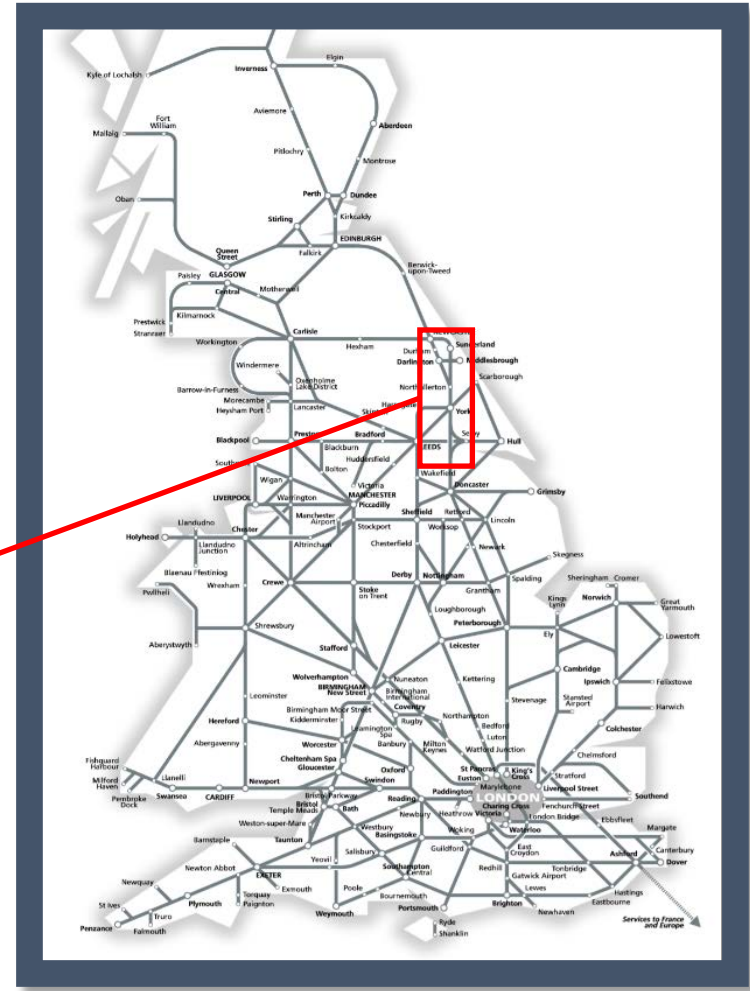 Elgin
Inverness
Kyle of Lochalsh
Aviemore
Fort
William
Aberdeen
Mallaig
Pitlochry
Montrose
Perth
Dundee
Oban
Kirkcaldy
Stirling
EDINBURGH
Queen
Street
Falkirk
Berwick-
upon-Tweed
Paisley
GLASGOW
Central
Motherwell
Kilmarnock
Prestwick
Stranraer
Carlisle
Workington
Hexham
Sunderland
Durham
Darlington
Middlesbrough
Windermere
Oxenholme
Lake District
Scarborough
Barrow-in-Furness
Northallerton
Morecambe
Heysham Port
Lancaster
York
Blackpool
Bradford
Selby
Hull
Blackburn
LEEDS
Huddersfield
Bolton
Wakefield
Wigan
Victoria
MANCHESTER
Piccadilly
Doncaster
Grimsby
LIVERPOOL
Warrington
Manchester
Airport
Sheffield
Retford
Lincoln
Llandudno
Chester
Stockport
Worksop
Holyhead
Llandudno
Junction
Altrincham
Chesterfield
Newark
Skegness
Blaenau Ffestiniog
Wrexham
Crewe
Stoke
on Trent
Derby
Nottingham
Grantham
Spalding
Sheringham
Cromer
Pwllheli
Kings
Lynn
Norwich
Great
Yarmouth
Loughborough
Peterborough
Shrewsbury
Ely
Lowestoft
Aberystwyth
Stafford
Leicester
Wolverhampton
BIRMINGHAM
New Street
Nuneaton
Kettering
Cambridge
Ipswich
Felixstowe
Birmingham
International
Leominster
Birmingham Moor Street
Coventry
Stevenage
Stansted
Airport
Harwich
Hereford
Kidderminster
Leamington
Spa
Rugby
Northampton
Colchester
Bedford
Abergavenny
Worcester
Banbury
Milton
Keynes
Luton
Watford Junction
Chelmsford
Fishguard
Harbour
Cheltenham Spa
Gloucester
Oxford
St Pancras
Euston
King's
Cross
Stratford
Milford
Haven
Llanelli
Swindon
Paddington
Marylebone
Liverpool Street
Pembroke
Dock
Swansea
CARDIFF
Newport
Bristol Parkway
Reading
LONDON
Southend
Bristol
Temple Meads
Bath
Newbury
Heathrow
Charing Cross
Victoria
Fenchurch Street
London Bridge
Ebbsfleet
Weston-super-Mare
Westbury
Basingstoke
Woking
Waterloo
Margate
Barnstaple
Taunton
Salisbury
Guildford
East
Croydon
Canterbury
Newton Abbot
Yeovil
Southampton
Central
Redhill
Tonbridge
Ashford
Dover
Gatwick Airport
Newquay
EXETER
Exmouth
Poole
Bournemouth
Lewes
Hastings
Eastbourne
St Ives
Plymouth
Torquay
Paignton
Weymouth
Portsmouth
Brighton
Newhaven
Truro
Penzance
Falmouth
Ryde
Shanklin
Services to France
and Europe